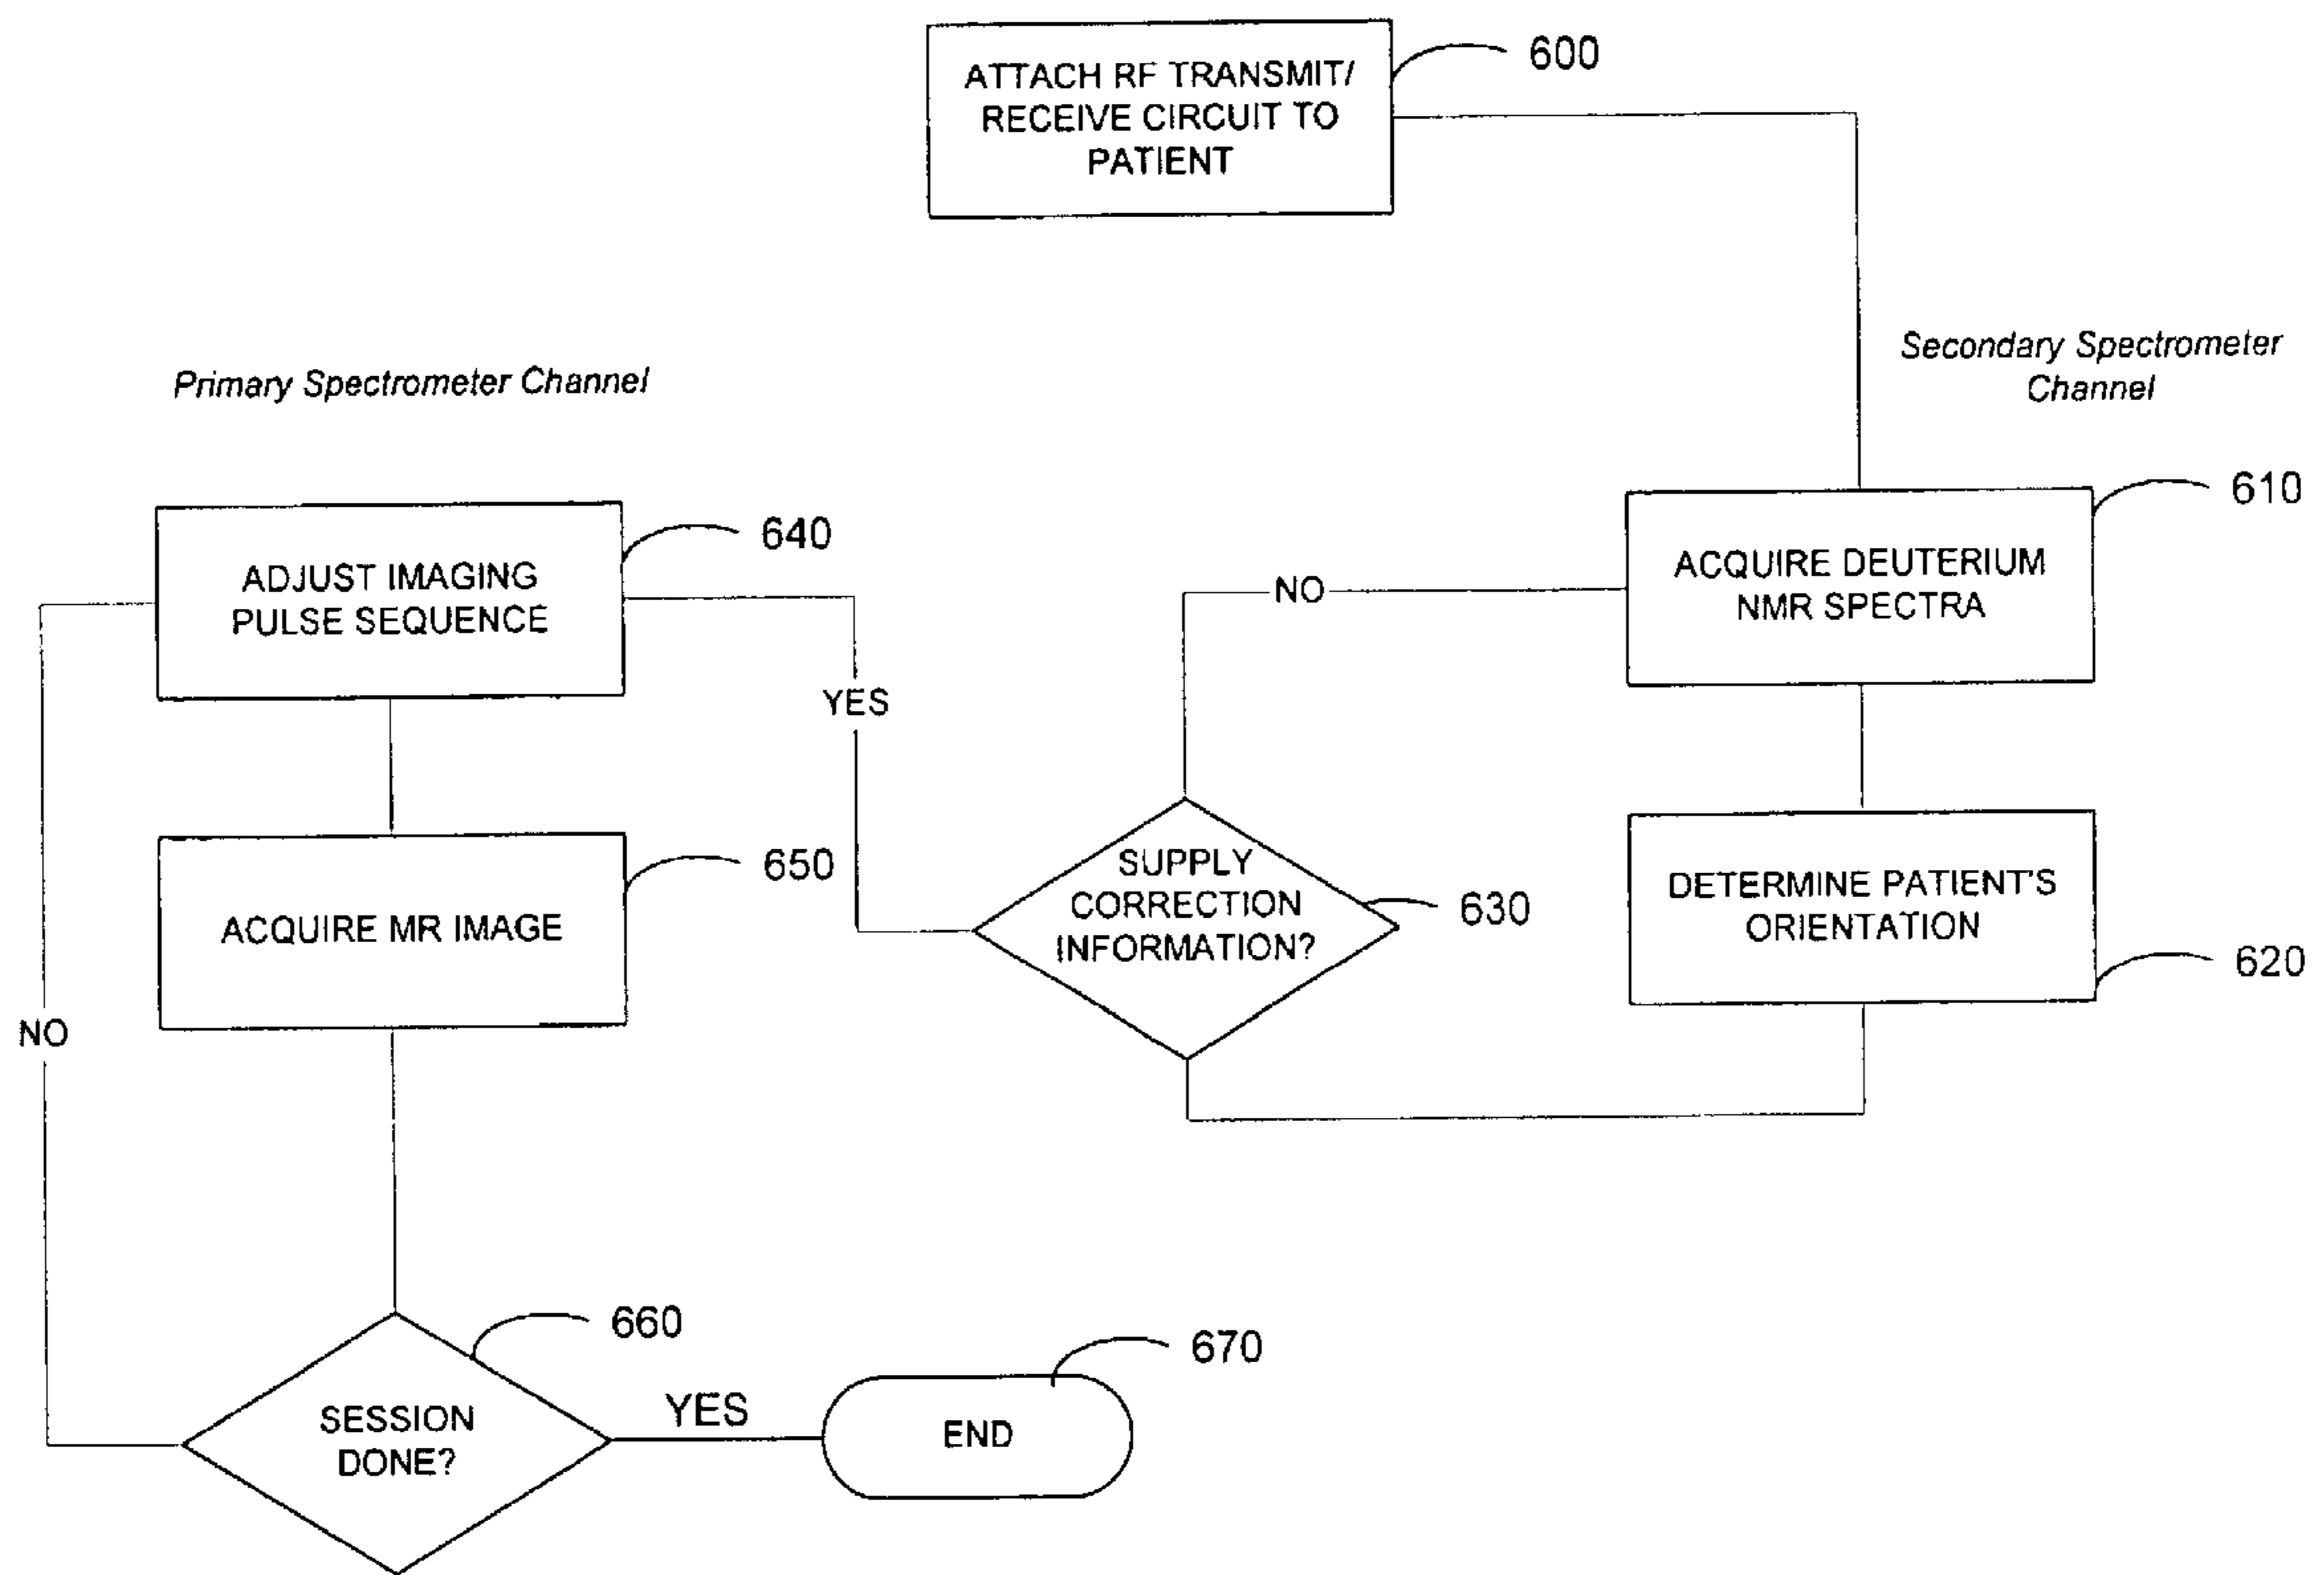 ATTACH RF TRANSMIT/
RECEIVE CIRCUIT TO
PATIENT
600
Secondary Spectrometer
Channel
Primary Spectrometer Channel
610
ACQUIRE DEUTERIUM
NMR SPECTRA
NO
640
ADJUST IMAGING
PULSE SEQUENCE
YES
650
ACQUIRE MR IMAGE
SUPPLY
CORRECTION
INFORMATION?
630
DETERMINE PATIENT'S
ORIENTATION
620
NO
660
SESSION
DONE?
YES
670
END